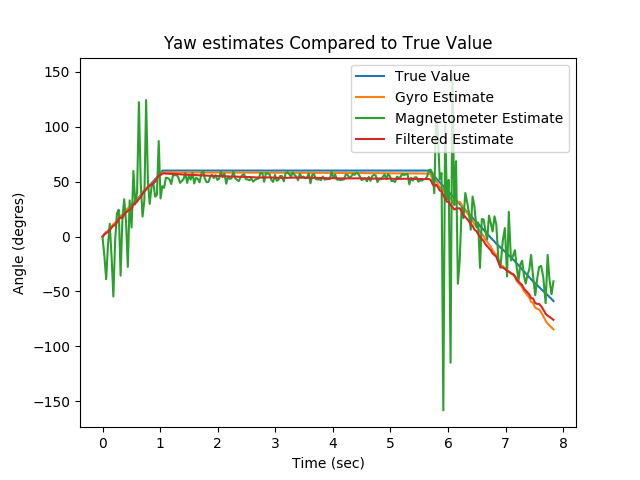 Yaw estimates Compared to True Value
True Value
Gyro Estimate
Magnetometer Estimate
Filtered Estimate
Angle (degres)
150
100
50
0
−50
−100
−150
0 1 2 3 4 5 6 7 8
Time (sec)